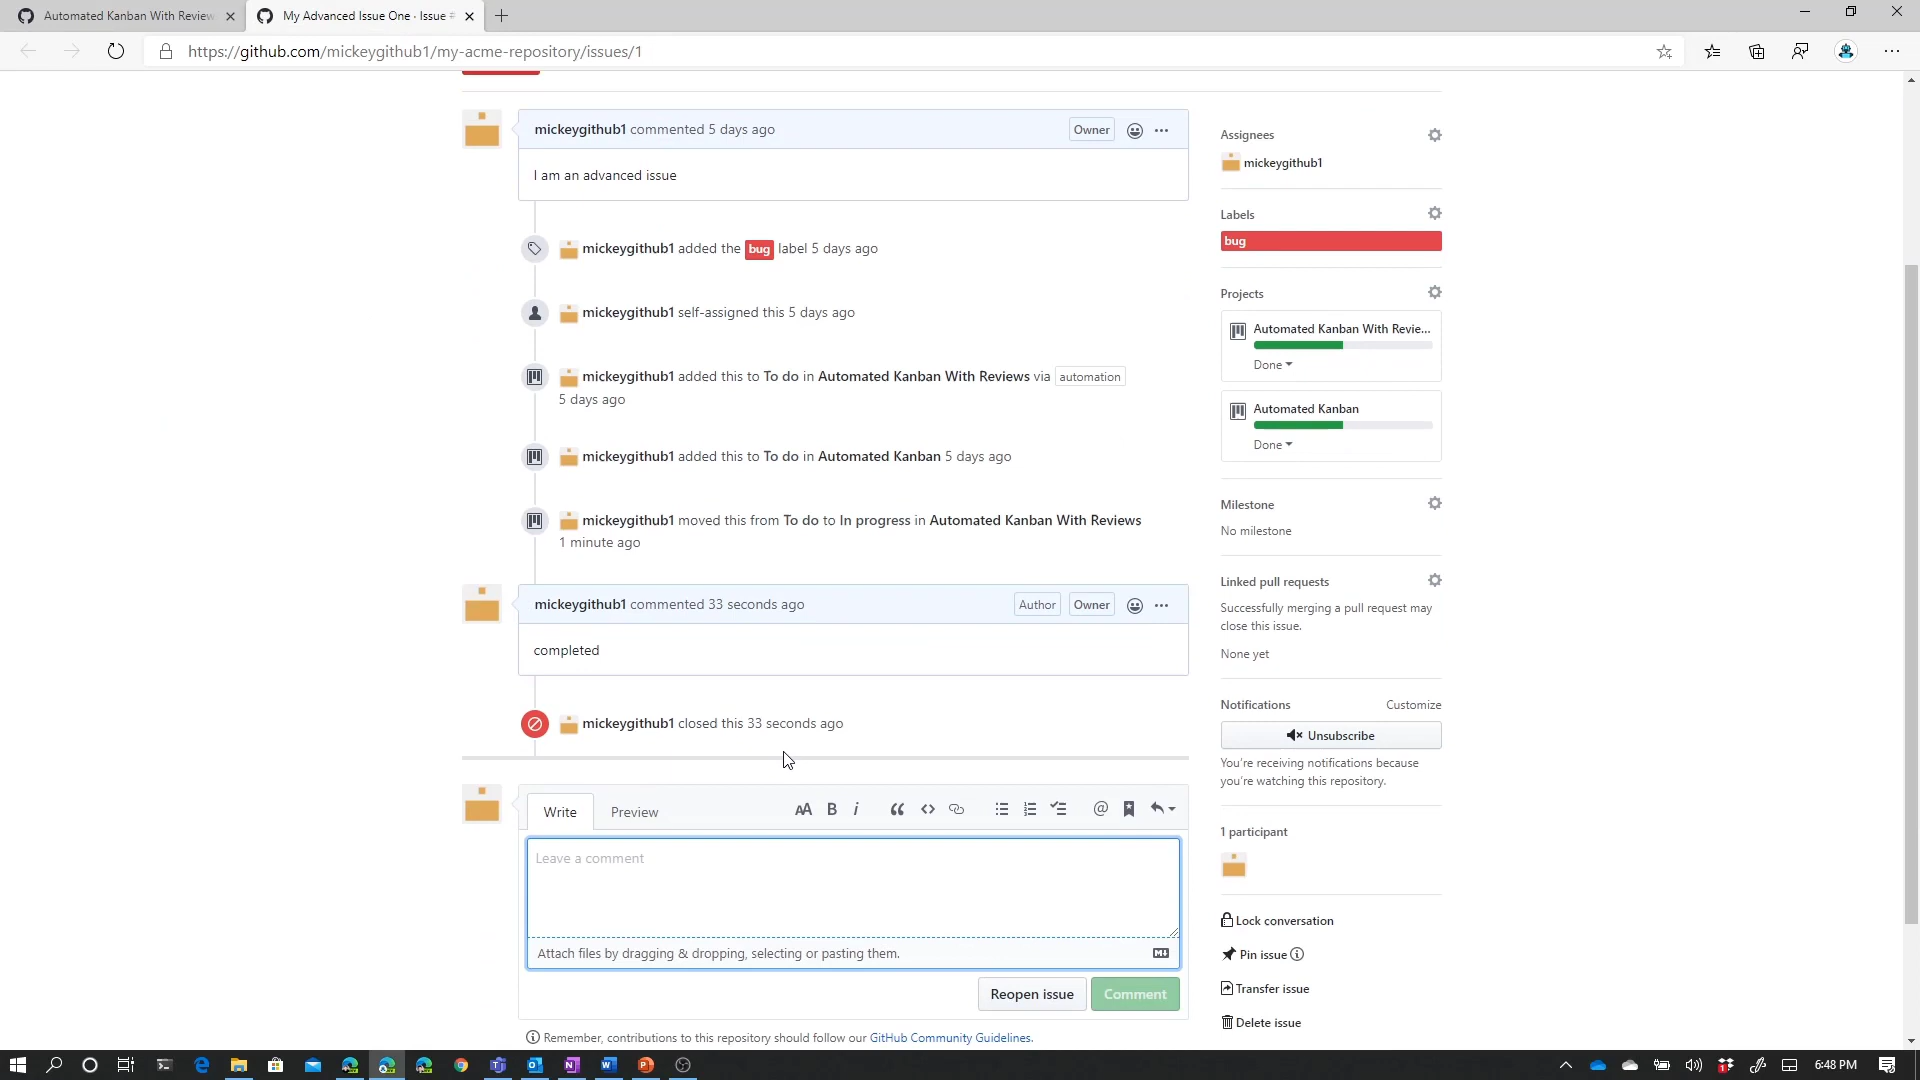 Automated Kanban With Review
My Advanced Issue One · Issue #
https://github.com/mickeygithub1/my-acme-repository/issues/1
mickeygithub1 commented 5 days ago
Owner
I am an advanced issue
mickeygithub1 added the bug label 5 days ago
mickeygithub1 self-assigned this 5 days ago
mickeygithub1 added this to To do in Automated Kanban With Reviews via automation
5 days ago
mickeygithub1 added this to To do in Automated Kanban 5 days ago
mickeygithub1 moved this from To do to In progress in Automated Kanban With Reviews
1 minute ago
mickeygithub1 commented 33 seconds ago
Author
Owner
completed
mickeygithub1 closed this 33 seconds ago
Write
Preview
AA B i
Leave a comment
Attach files by dragging & dropping, selecting or pasting them.
Reopen issue
Comment
Remember, contributions to this repository should follow our GitHub Community Guidelines.
Assignees
mickeygithub1
Labels
bug
Projects
Automated Kanban With Revie...
Done
Automated Kanban
Done
Milestone
No milestone
Linked pull requests
Successfully merging a pull request may
close this issue.
None yet
Notifications
Customize
Unsubscribe
You're receiving notifications because
you're watching this repository.
1 participant
Lock conversation
Pin issue
Transfer issue
Delete issue
6:48 PM